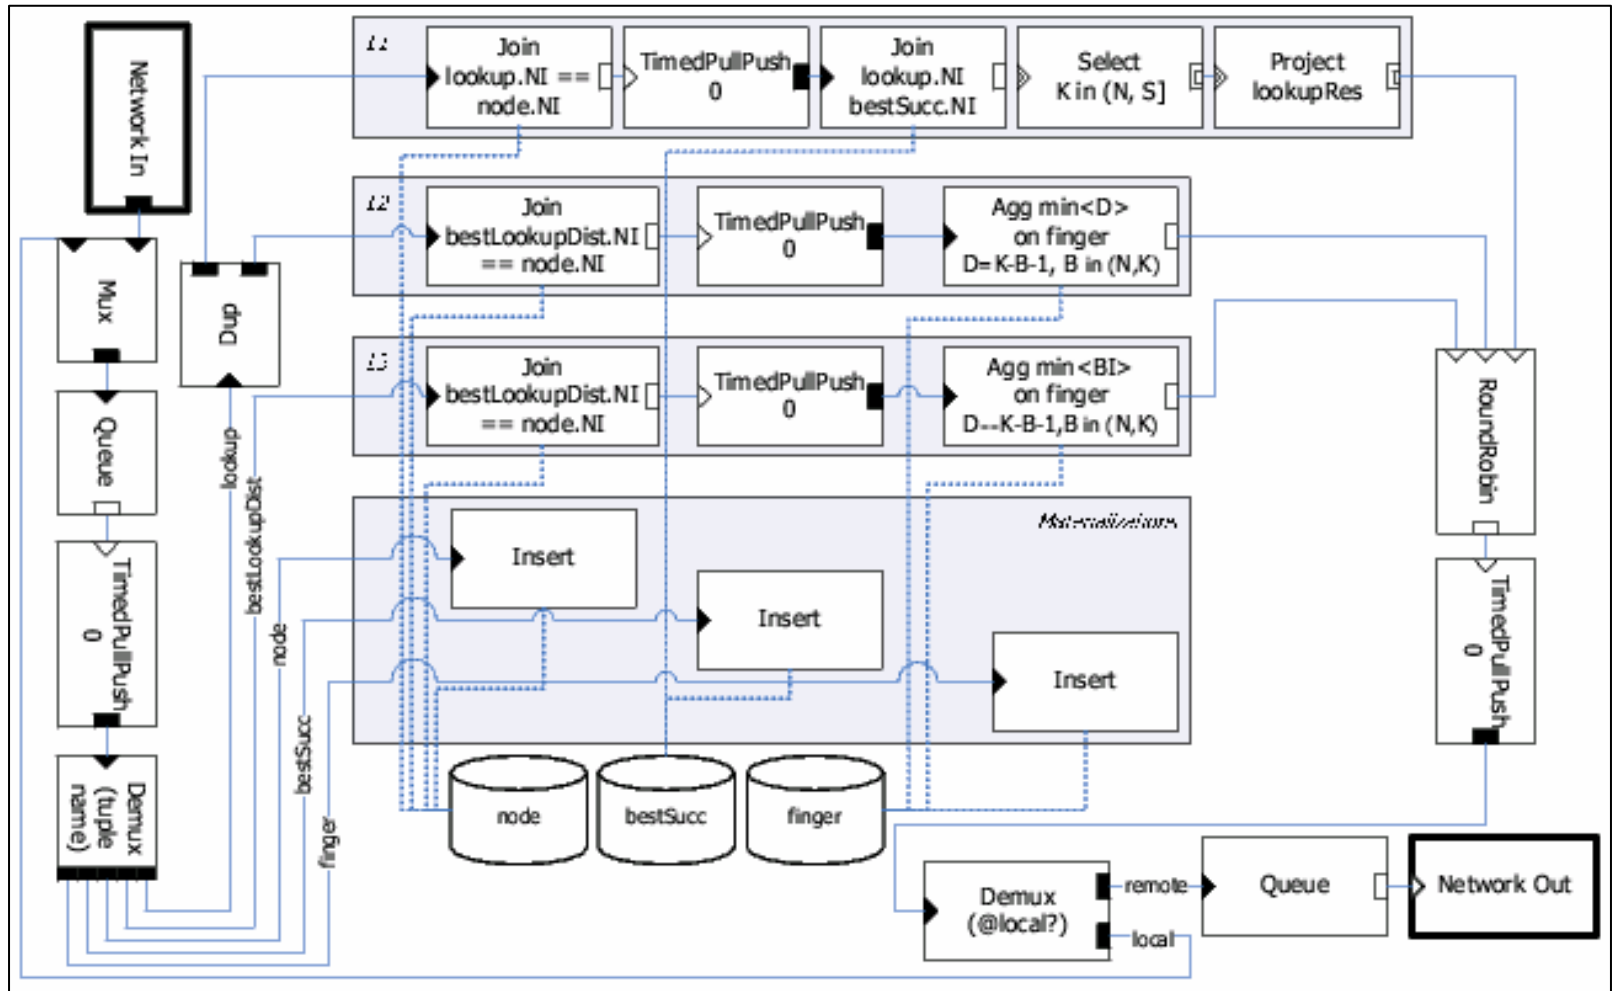 Network In
Mux
Queue
TimedPullPush
0
Demux
(tuple
name)
Dup
lookup
bestLookupDist
node
bestSucc
finger
Join
lookup.NI ==
node.NI
TimedPullPush
0
Join
lookup.NI
bestSucc.NI
Select
K in (N, S]
Project
lookupRes
L2
Join
bestLookupDist.NI
== node.NI
TimedPullPush
0
Agg min<D>
on finger
D=K-B-1, B in (N,K)
L3
Join
bestLookupDist.NI
== node.NI
TimedPullPush
0
Agg min<BI>
on finger
D--K-B-1,B in (N,K)
Materializations
Insert
Insert
Insert
node
bestSucc
finger
RoundRobin
TimedPullPush
0
Demux
(@local?)
remote
local
Queue
Network Out